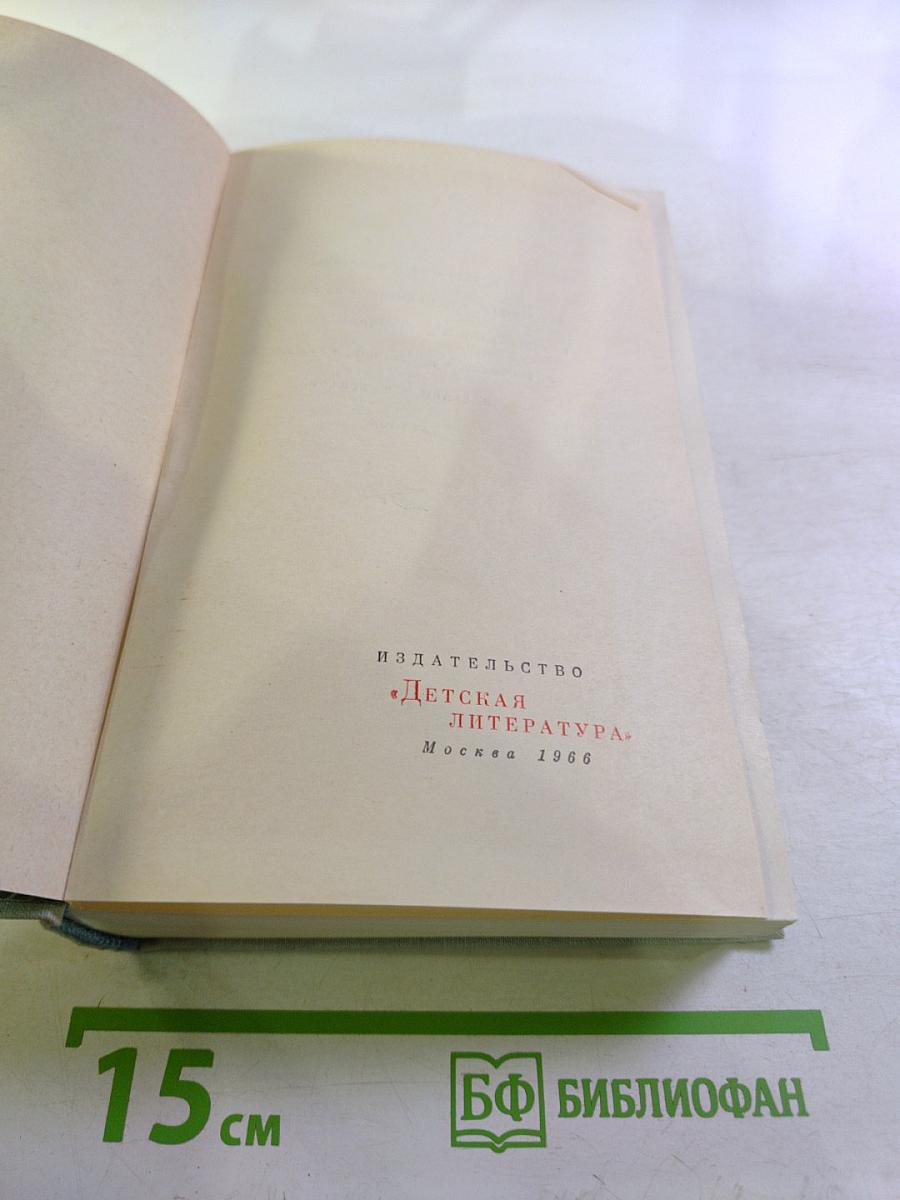 ИЗДАТЕЛЬСТВО
«ДЕТСКАЯ
ЛИТЕРАТУРА»
Москва 1966
15 см
БФ БИБЛИОФАН